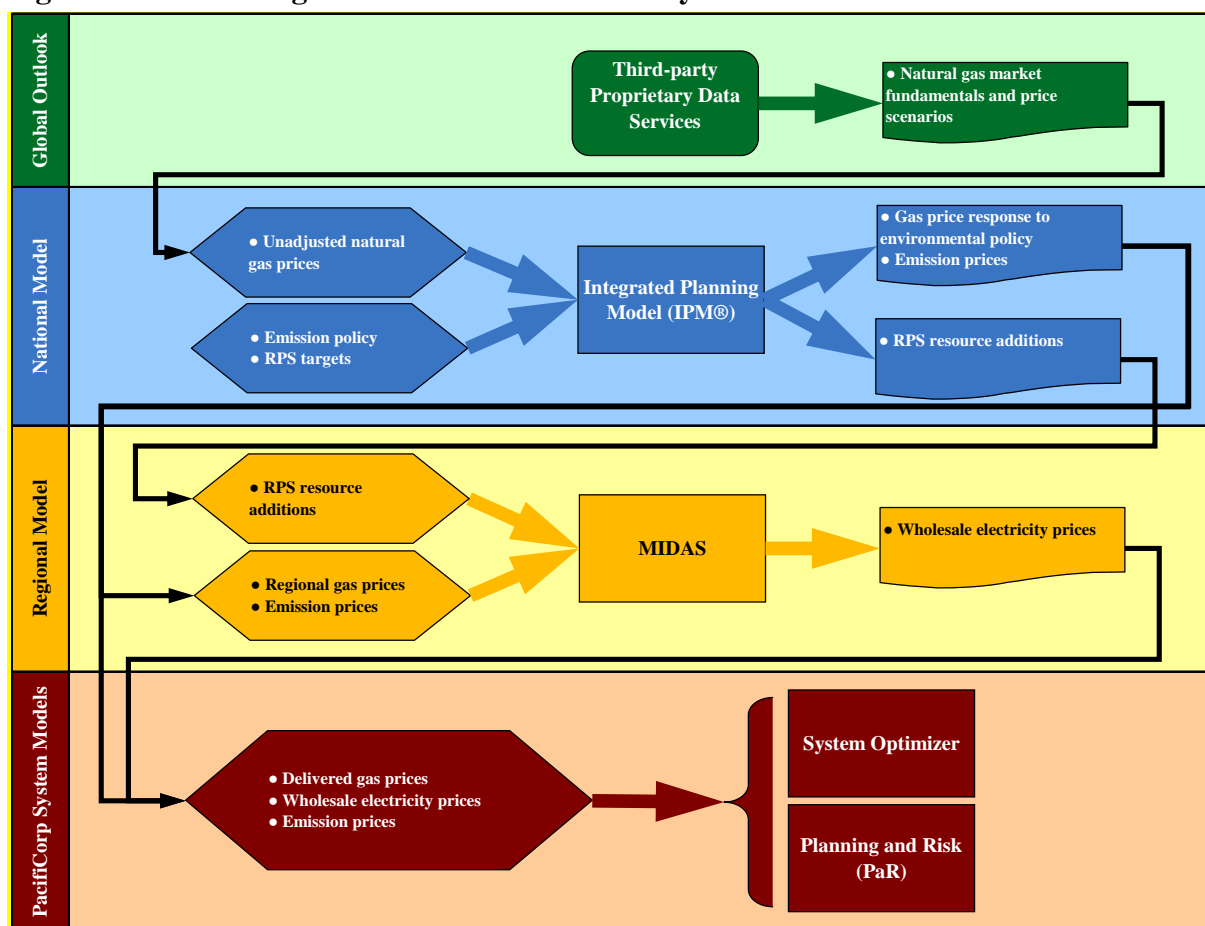 Global Outlook
Third-party
Proprietary Data
Services
● Natural gas market
fundamentals and price
scenarios
National Model
● Unadjusted natural
gas prices
● Emission policy
● RPS targets
Integrated Planning
Model (IPM®)
● Gas price response to
environmental policy
● Emission prices
● RPS resource additions
Regional Model
● RPS resource
additions
● Regional gas prices
● Emission prices
MIDAS
● Wholesale electricity prices
PacifiCorp System Models
● Delivered gas prices
● Wholesale electricity prices
● Emission prices
System Optimizer
Planning and Risk
(PaR)